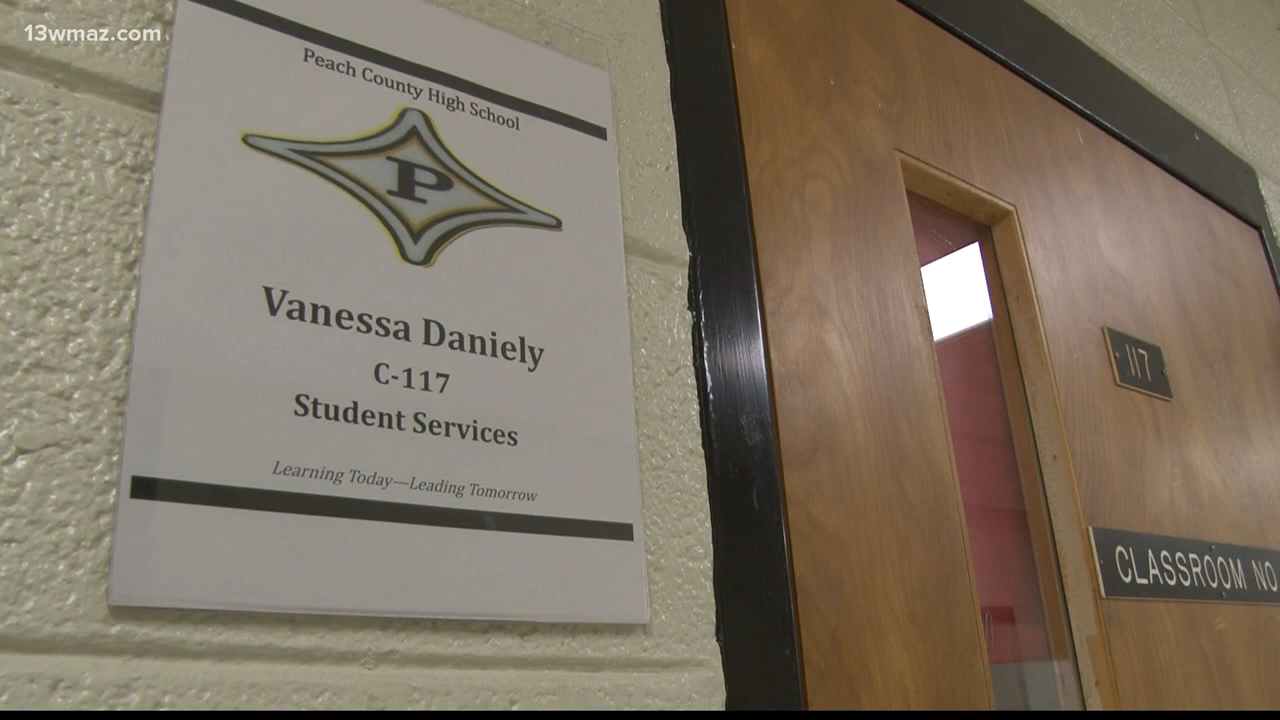 13wmaz.com
Peach County High School
P
Vanessa Daniely
C-117
Student Services
Learning Today—Leading Tomorrow
117
CLASSROOM NO